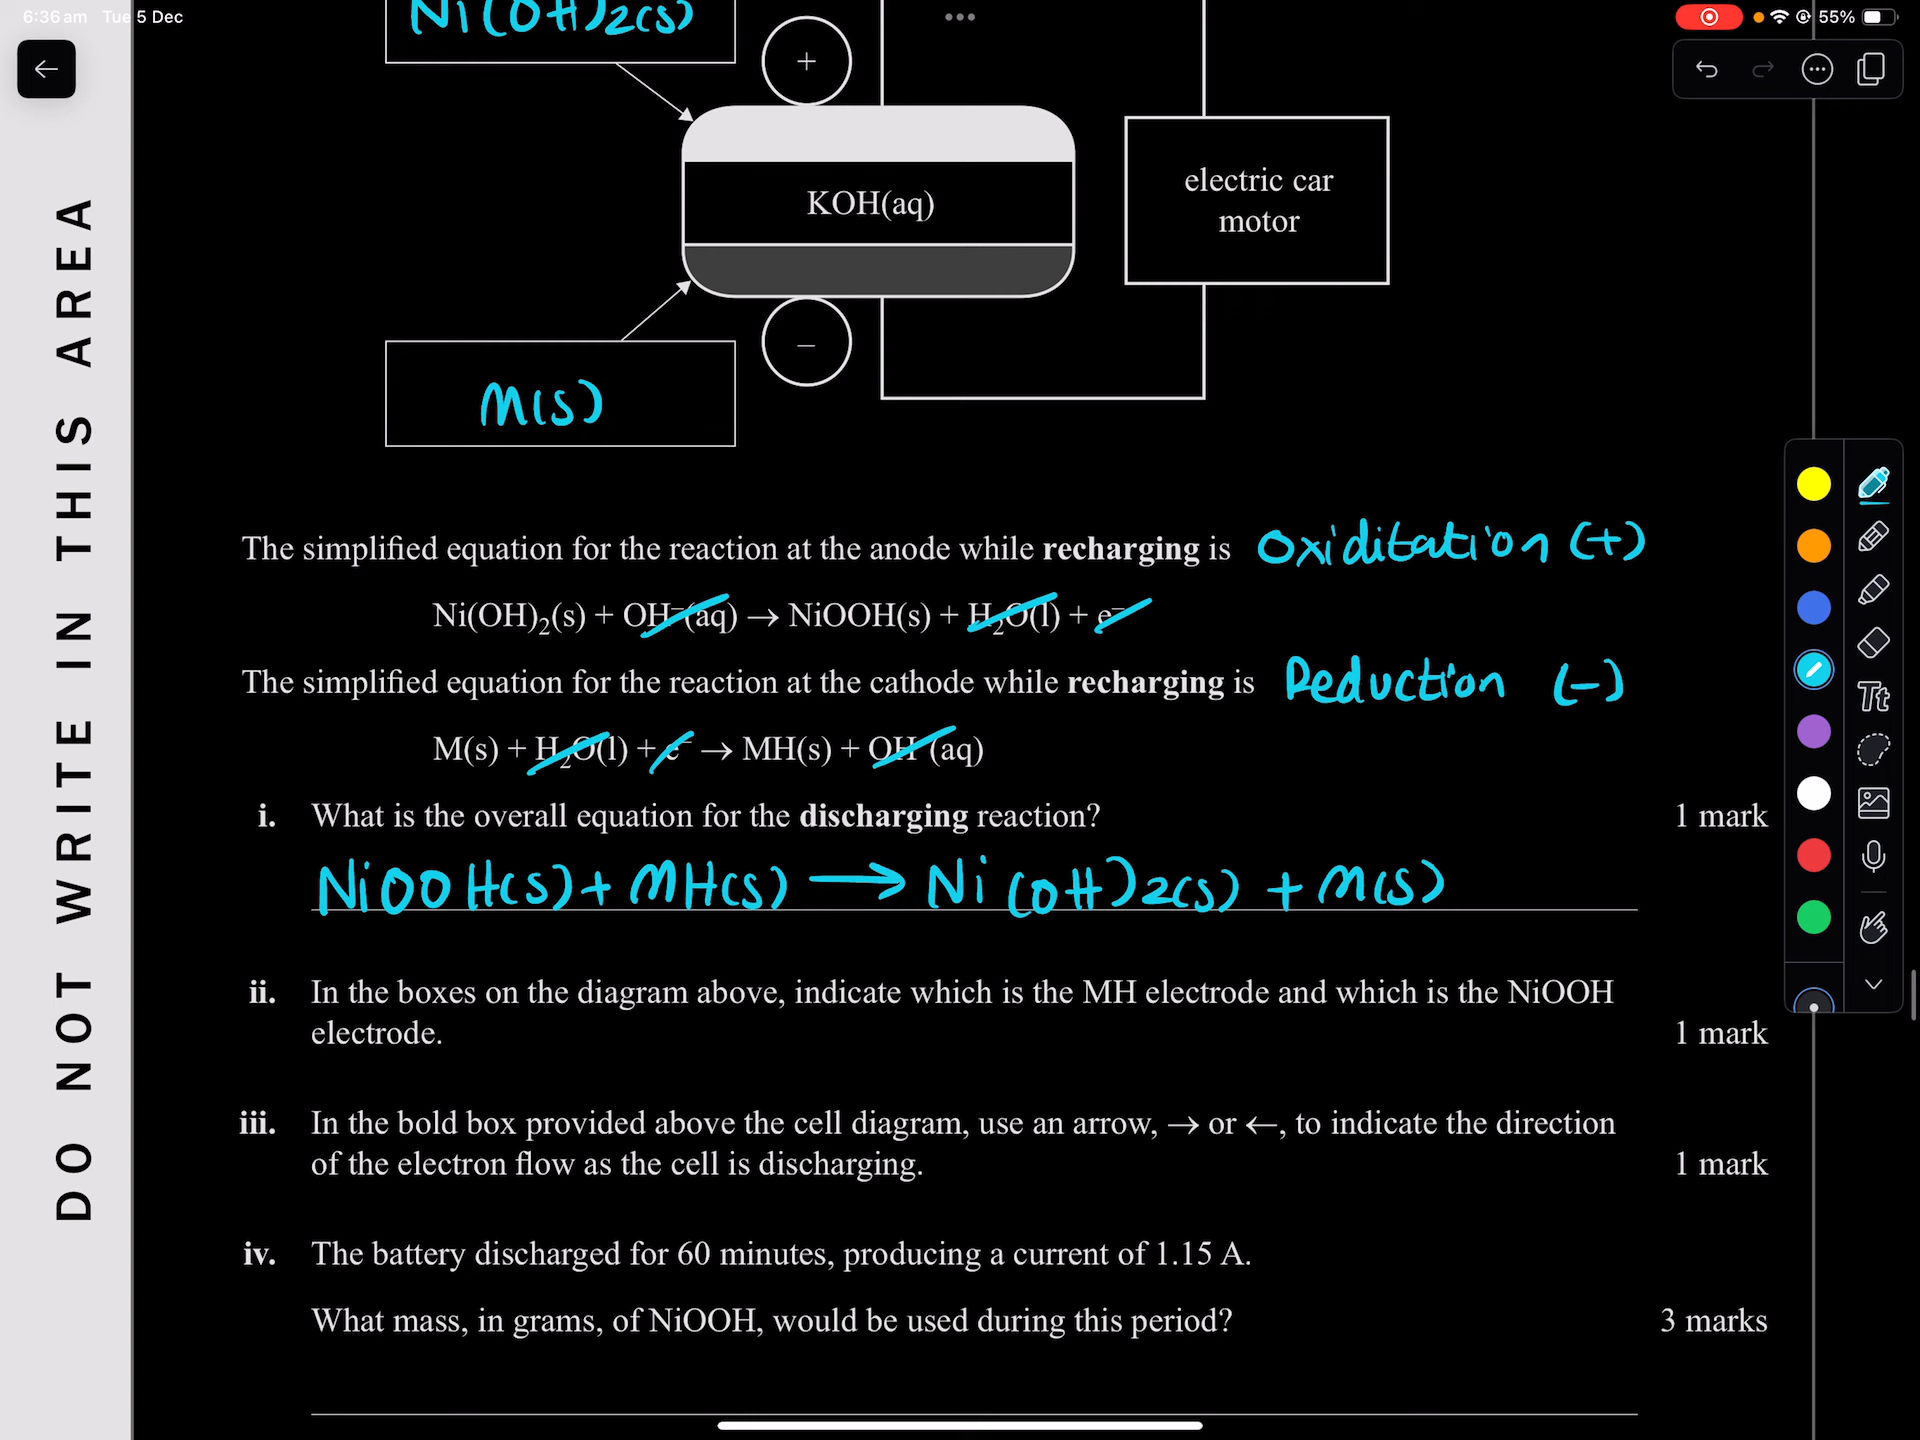 6:36 am Tue 5 Dec
55%
Ni(OH)2(s)
+
KOH(aq)
electric car
motor
–
M(s)
DO NOT WRITE IN THIS AREA
The simplified equation for the reaction at the anode while recharging is Oxiditation (+)
Ni(OH)₂(s) + OH⁻(aq) → NiOOH(s) + H₂O(l) + e⁻
The simplified equation for the reaction at the cathode while recharging is Reduction (-)
M(s) + H₂O(l) + e⁻ → MH(s) + OH⁻(aq)
i. What is the overall equation for the discharging reaction? 1 mark
NiOOH(s) + MH(s) → Ni(OH)2(s) + M(s)
ii. In the boxes on the diagram above, indicate which is the MH electrode and which is the NiOOH
electrode. 1 mark
iii. In the bold box provided above the cell diagram, use an arrow, → or ←, to indicate the direction
of the electron flow as the cell is discharging. 1 mark
iv. The battery discharged for 60 minutes, producing a current of 1.15 A.
What mass, in grams, of NiOOH, would be used during this period? 3 marks
Tt